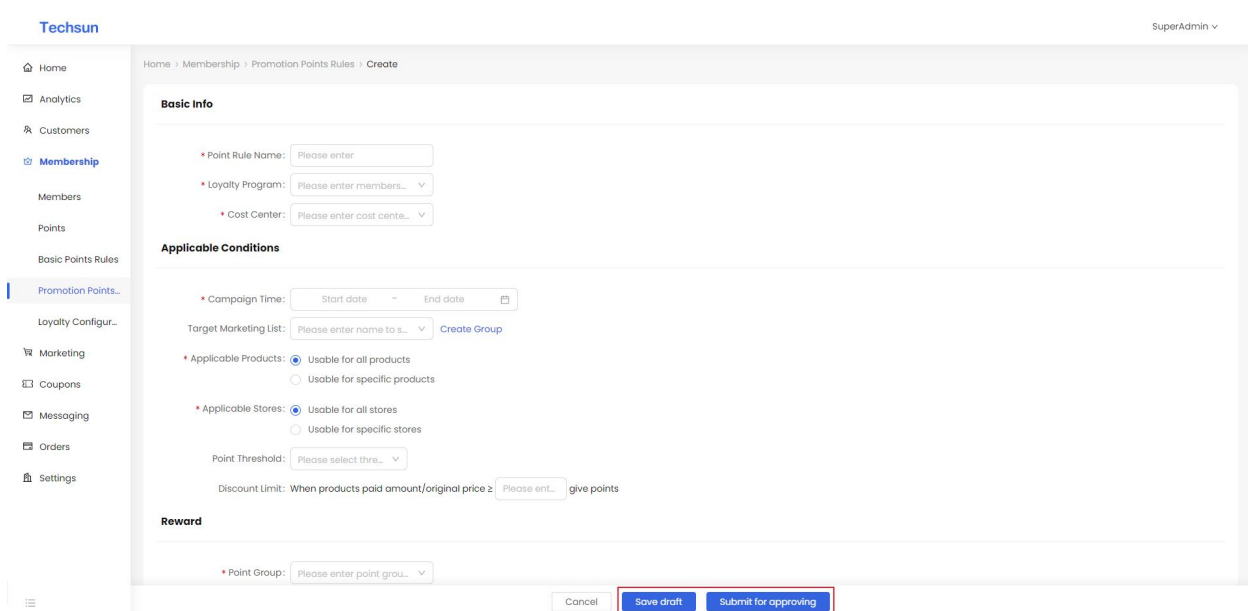 Techsun
SuperAdmin
Home
Analytics
Customers
Membership
Members
Points
Basic Points Rules
Promotion Points...
Loyalty Configur...
Marketing
Coupons
Messaging
Orders
Settings
Home > Membership > Promotion Points Rules > Create
Basic Info
* Point Rule Name: Please enter
* Loyalty Program: Please enter members...
* Cost Center: Please enter cost cente...
Applicable Conditions
* Campaign Time: Start date ~ End date
Target Marketing List: Please enter name to s... Create Group
* Applicable Products: Usable for all products
Usable for specific products
* Applicable Stores: Usable for all stores
Usable for specific stores
Point Threshold: Please select thre...
Discount Limit: When products paid amount/original price ≥ Please ent... give points
Reward
* Point Group: Please enter point grou...
Cancel Save draft Submit for approving